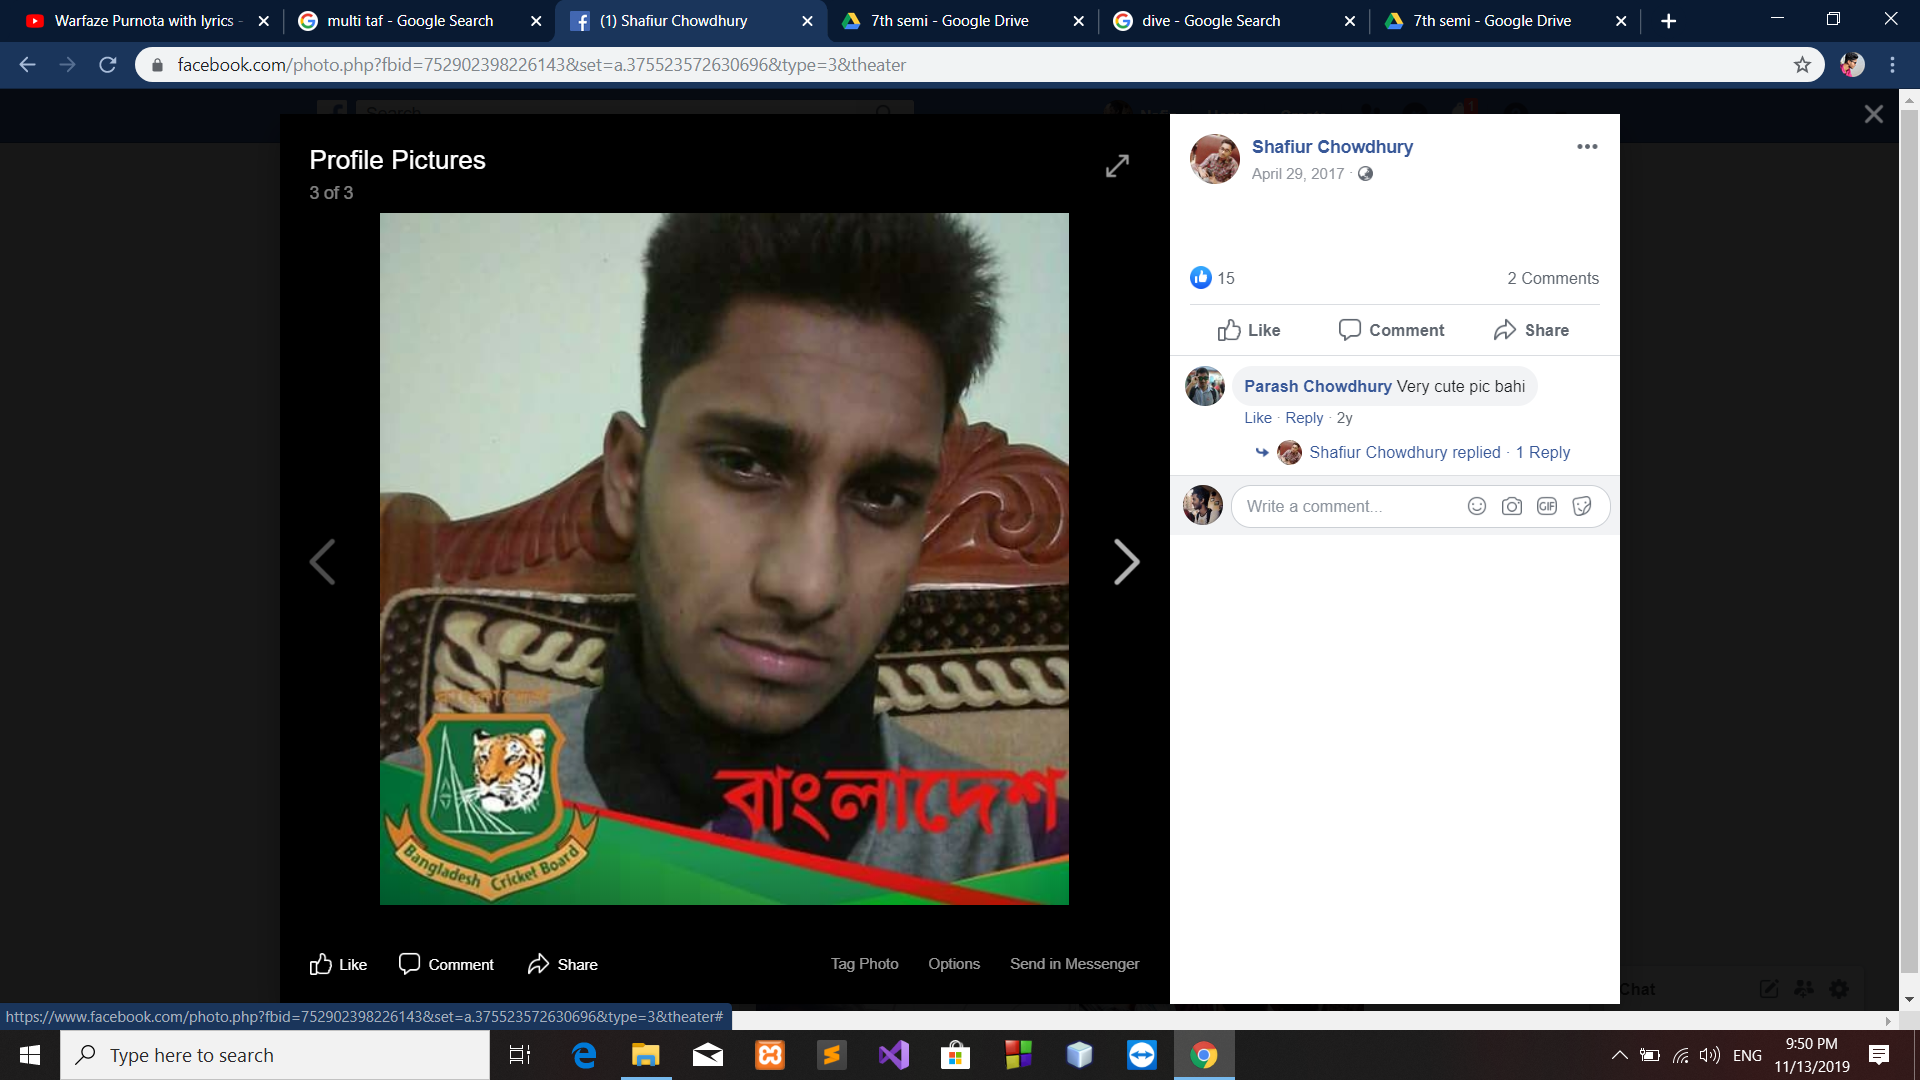 Warfaze Purnota with lyrics -
multi taf - Google Search
(1) Shafiur Chowdhury
7th semi - Google Drive
dive - Google Search
7th semi - Google Drive
facebook.com/photo.php?fbid=752902398226143&set=a.375523572630696&type=3&theater
Search
Profile Pictures
3 of 3
বাংলাদেশ
Bangladesh Cricket Board
Like
Comment
Share
Tag Photo
Options
Send in Messenger
Shafiur Chowdhury
April 29, 2017
15
2 Comments
Like
Comment
Share
Parash Chowdhury Very cute pic bahi
Like · Reply · 2y
Shafiur Chowdhury replied · 1 Reply
Write a comment...
GIF
Chat
https://www.facebook.com/photo.php?fbid=752902398226143&set=a.375523572630696&type=3&theater#
Type here to search
ENG
9:50 PM
11/13/2019